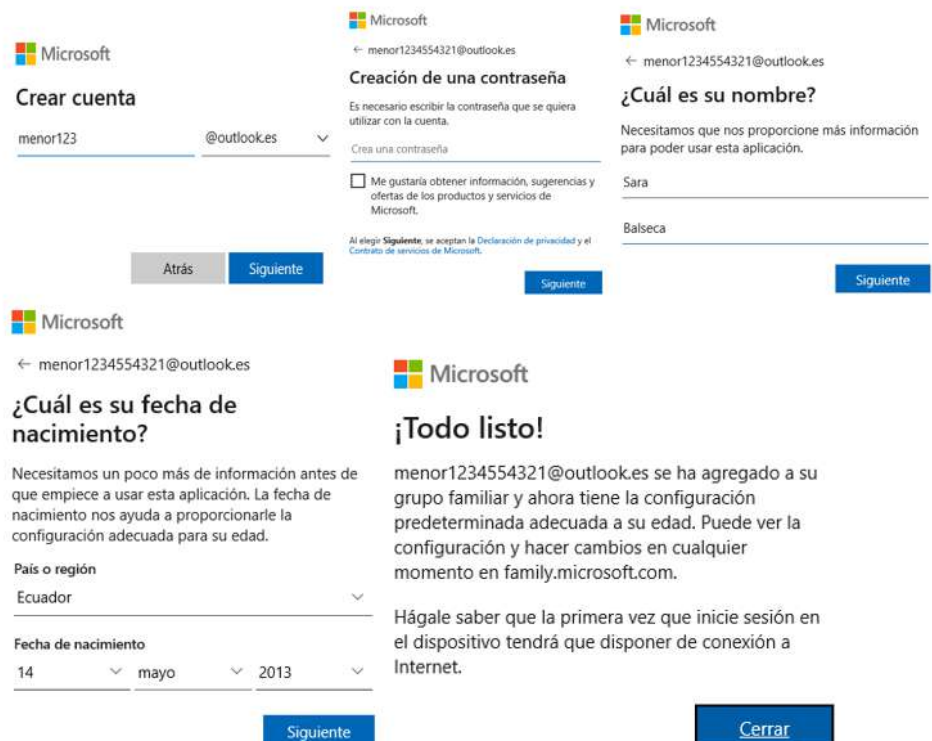 Microsoft
Crear cuenta
menor123
@outlook.es
Atrás
Siguiente
Microsoft
← menor1234554321@outlook.es
Creación de una contraseña
Es necesario escribir la contraseña que se quiera
utilizar con la cuenta.
Crea una contraseña
Me gustaría obtener información, sugerencias y
ofertas de los productos y servicios de
Microsoft.
Al elegir Siguiente, se aceptan la Declaración de privacidad y el
Contrato de servicios de Microsoft.
Siguiente
Microsoft
← menor1234554321@outlook.es
¿Cuál es su nombre?
Necesitamos que nos proporcione más información
para poder usar esta aplicación.
Sara
Balseca
Siguiente
Microsoft
← menor1234554321@outlook.es
¿Cuál es su fecha de
nacimiento?
Necesitamos un poco más de información antes de
que empiece a usar esta aplicación. La fecha de
nacimiento nos ayuda a proporcionarle la
configuración adecuada para su edad.
País o región
Ecuador
Fecha de nacimiento
14 mayo 2013
Siguiente
Microsoft
¡Todo listo!
menor1234554321@outlook.es se ha agregado a su
grupo familiar y ahora tiene la configuración
predeterminada adecuada a su edad. Puede ver la
configuración y hacer cambios en cualquier
momento en family.microsoft.com.
Hágale saber que la primera vez que inicie sesión en
el dispositivo tendrá que disponer de conexión a
Internet.
Cerrar